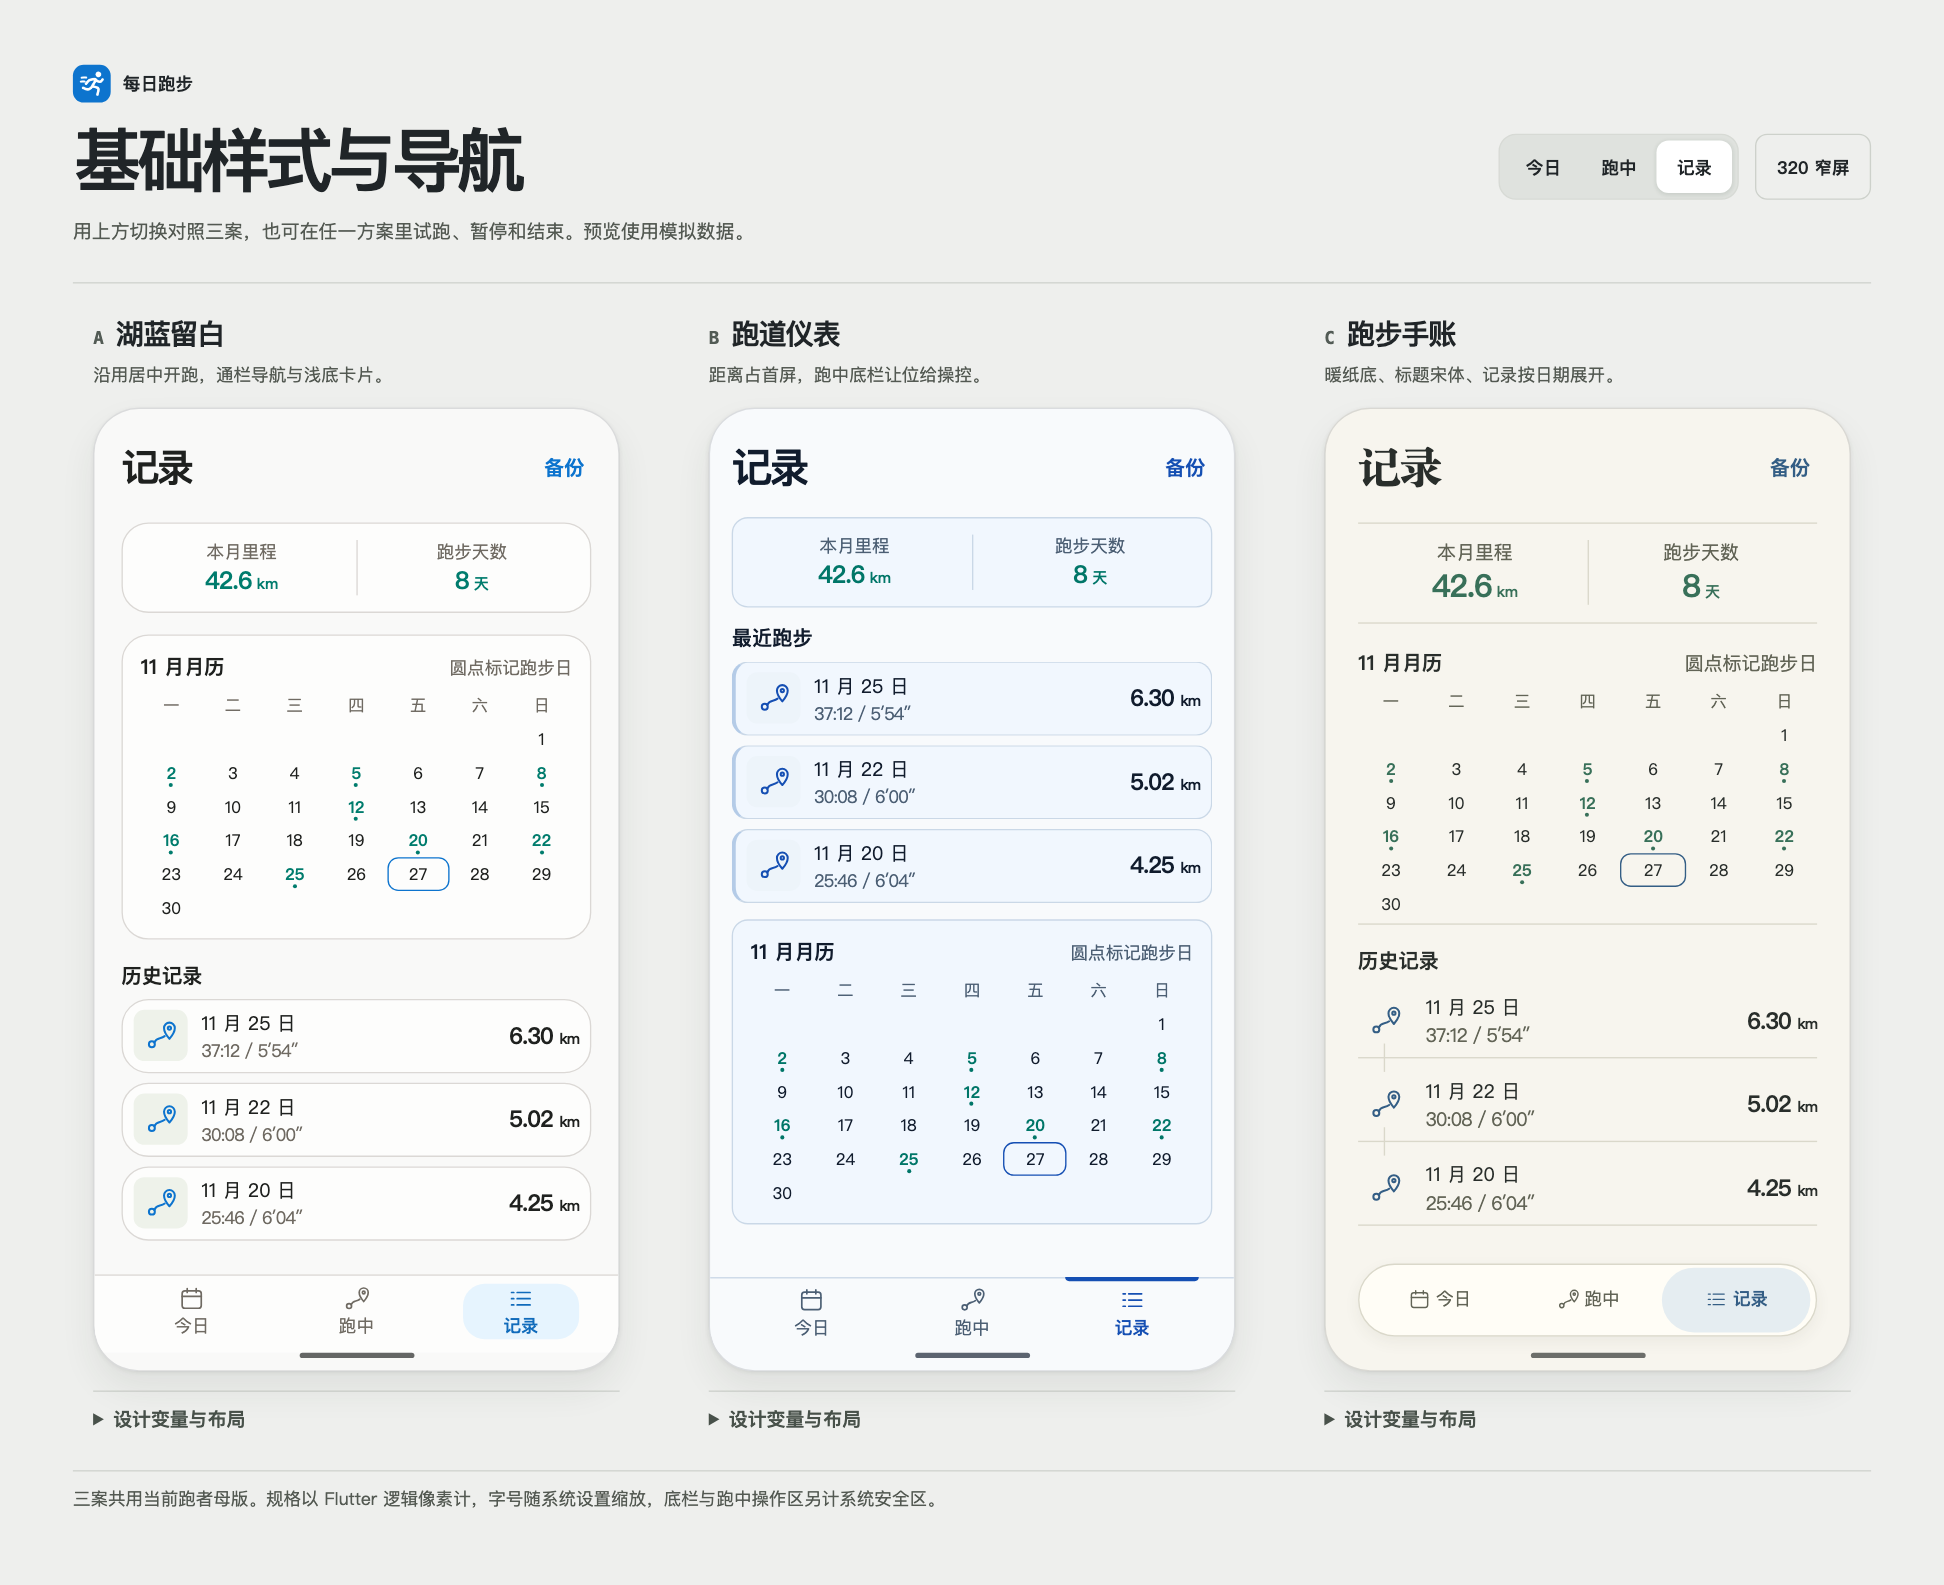 每日跑步
基础样式与导航
今日 跑中 记录 320 窄屏
用上方切换对照三案，也可在任一方案里试跑、暂停和结束。预览使用模拟数据。
A 湖蓝留白
沿用居中开跑，通栏导航与浅底卡片。
记录 备份
本月里程 跑步天数
42.6 km 8 天
11 月月历 圆点标记跑步日
一 二 三 四 五 六 日
1
2 3 4 5 6 7 8
9 10 11 12 13 14 15
16 17 18 19 20 21 22
23 24 25 26 27 28 29
30
历史记录
11 月 25 日
37:12 / 5′54″
6.30 km
11 月 22 日
30:08 / 6′00″
5.02 km
11 月 20 日
25:46 / 6′04″
4.25 km
今日 跑中 记录
▶ 设计变量与布局
B 跑道仪表
距离占首屏，跑中底栏让位给操控。
记录 备份
本月里程 跑步天数
42.6 km 8 天
最近跑步
11 月 25 日
37:12 / 5′54″
6.30 km
11 月 22 日
30:08 / 6′00″
5.02 km
11 月 20 日
25:46 / 6′04″
4.25 km
11 月月历 圆点标记跑步日
一 二 三 四 五 六 日
1
2 3 4 5 6 7 8
9 10 11 12 13 14 15
16 17 18 19 20 21 22
23 24 25 26 27 28 29
30
今日 跑中 记录
▶ 设计变量与布局
C 跑步手账
暖纸底、标题宋体、记录按日期展开。
记录 备份
本月里程 跑步天数
42.6 km 8 天
11 月月历 圆点标记跑步日
一 二 三 四 五 六 日
1
2 3 4 5 6 7 8
9 10 11 12 13 14 15
16 17 18 19 20 21 22
23 24 25 26 27 28 29
30
历史记录
11 月 25 日
37:12 / 5′54″
6.30 km
11 月 22 日
30:08 / 6′00″
5.02 km
11 月 20 日
25:46 / 6′04″
4.25 km
今日 跑中 记录
▶ 设计变量与布局
三案共用当前跑者母版。规格以 Flutter 逻辑像素计，字号随系统设置缩放，底栏与跑中操作区另计系统安全区。